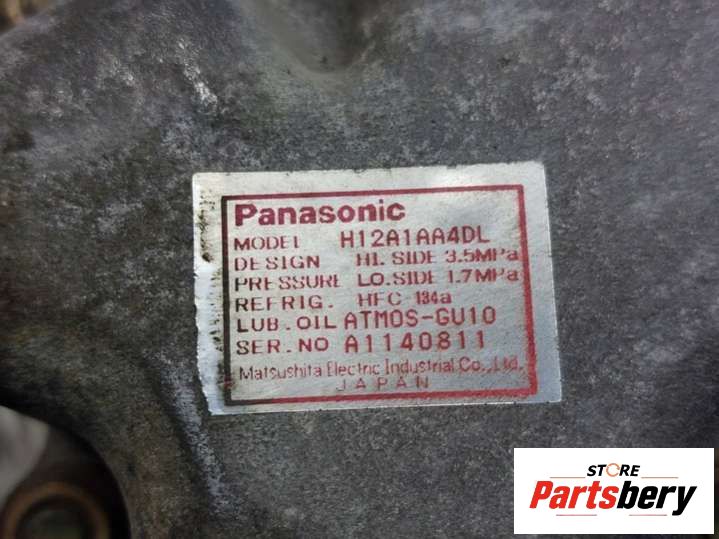 Panasonic
MODEL H12A1AA4DL
DESIGN HI. SIDE 3.5MPa
PRESSURE LO.SIDE 1.7MPa
REFRIG. HFC 134a
LUB. OIL ATMOS-GU10
SER. NO A1140811
Matsushita Electric Industrial Co., Ltd.
JAPAN
STORE
Partsbery